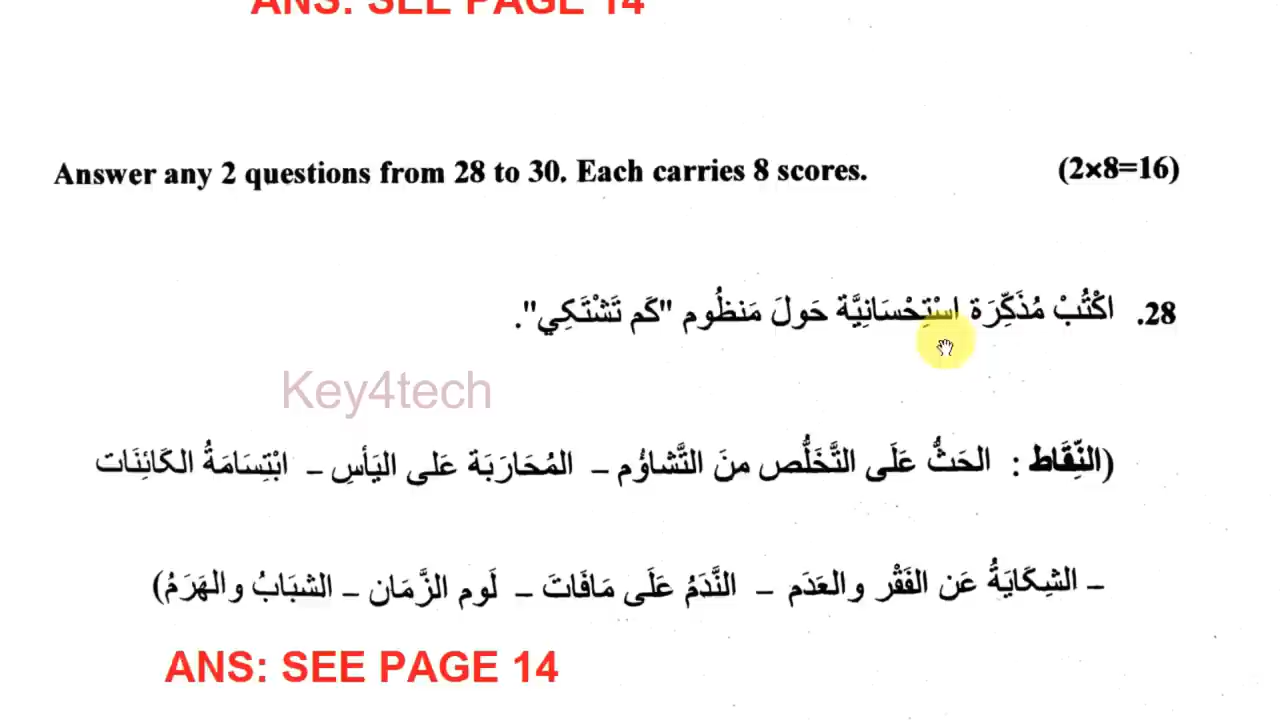 ANS: SEE PAGE 14
Answer any 2 questions from 28 to 30. Each carries 8 scores. (2×8=16)
28. اكْتُبْ مُذَكِّرَة اسْتِحْسَانِيَّة حَولَ مَنظُوم "كَم تَشْتَكِي".
Key4tech
(النِّقَاط : الحَثُّ عَلَى التَّخَلُّص مِنَ التَّشاؤُم – المُحَارَبَة عَلى اليَأسِ – ابْتِسَامَةُ الكَائِنَات
– الشِكَايَةُ عَن الفَقْر والعَدَم – النَّدَمُ عَلَى مَافَاتَ – لَوم الزَّمَان – الشبَابُ والهَرَمُ)
ANS: SEE PAGE 14